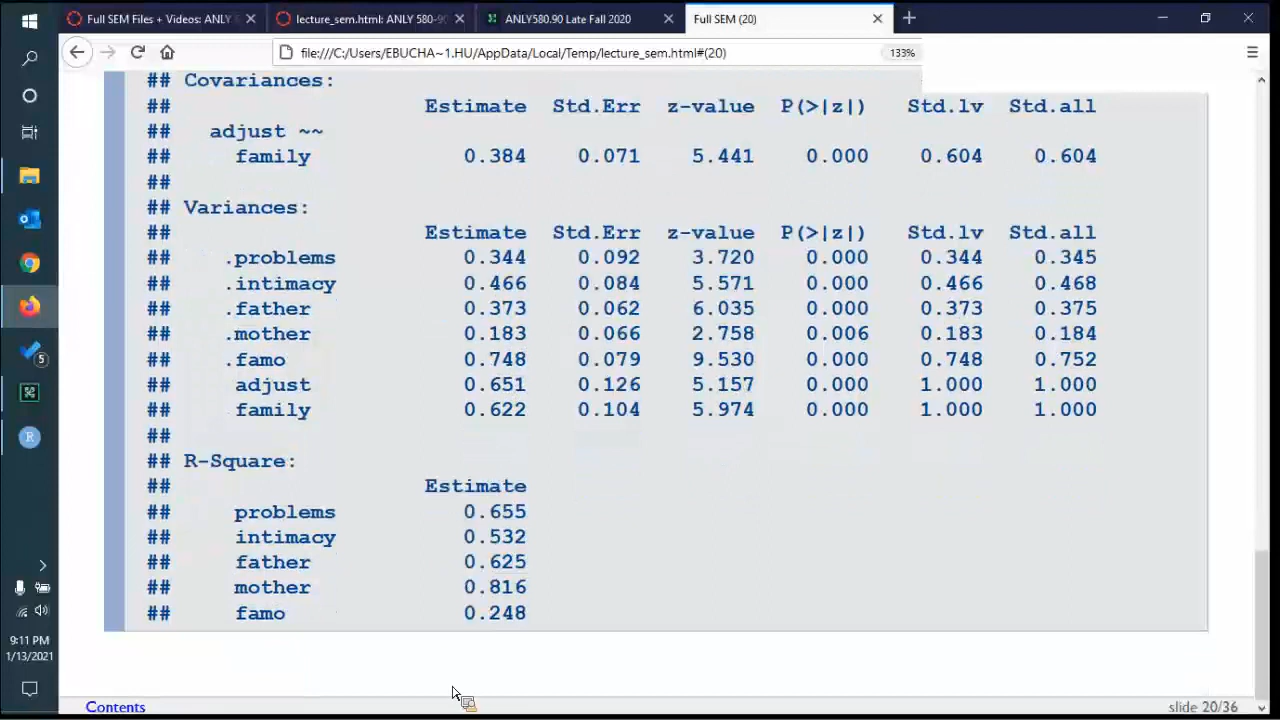 Full SEM Files + Videos: ANLY
lecture_sem.html: ANLY 580-90
ANLY580.90 Late Fall 2020
Full SEM (20)
file:///C:/Users/EBUCHA~1.HU/AppData/Local/Temp/lecture_sem.html#(20)
133%
## Covariances:
## Estimate Std.Err z-value P(>|z|) Std.lv Std.all
## adjust ~~
## family 0.384 0.071 5.441 0.000 0.604 0.604
##
## Variances:
## Estimate Std.Err z-value P(>|z|) Std.lv Std.all
## .problems 0.344 0.092 3.720 0.000 0.344 0.345
## .intimacy 0.466 0.084 5.571 0.000 0.466 0.468
## .father 0.373 0.062 6.035 0.000 0.373 0.375
## .mother 0.183 0.066 2.758 0.006 0.183 0.184
## .famo 0.748 0.079 9.530 0.000 0.748 0.752
## adjust 0.651 0.126 5.157 0.000 1.000 1.000
## family 0.622 0.104 5.974 0.000 1.000 1.000
##
## R-Square:
## Estimate
## problems 0.655
## intimacy 0.532
## father 0.625
## mother 0.816
## famo 0.248
5
9:11 PM
1/13/2021
Contents
slide 20/36